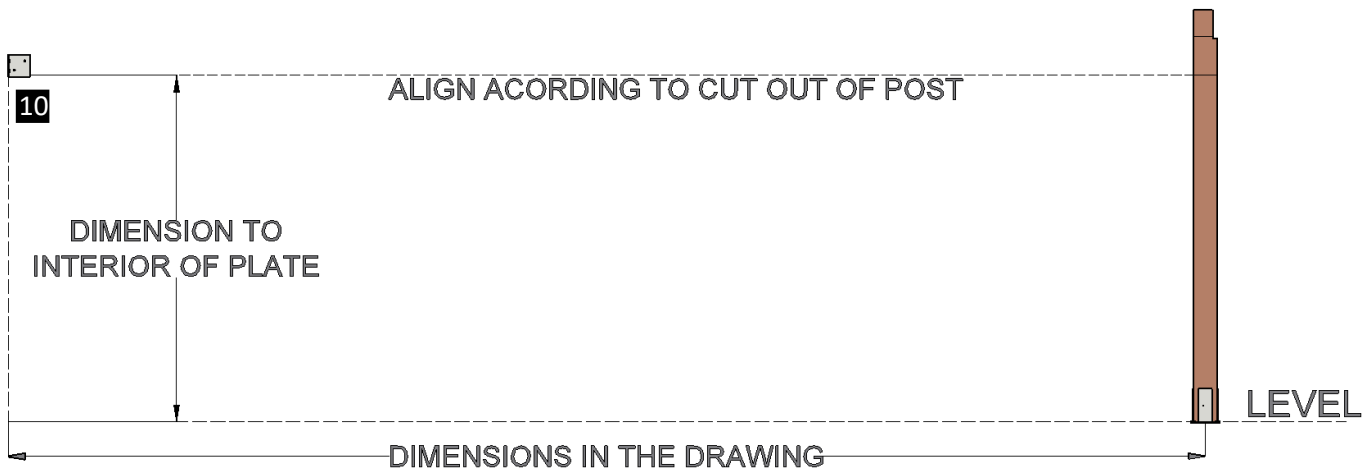 ALIGN ACORDING TO CUT OUT OF POST
10
DIMENSION TO
INTERIOR OF PLATE
LEVEL
DIMENSIONS IN THE DRAWING